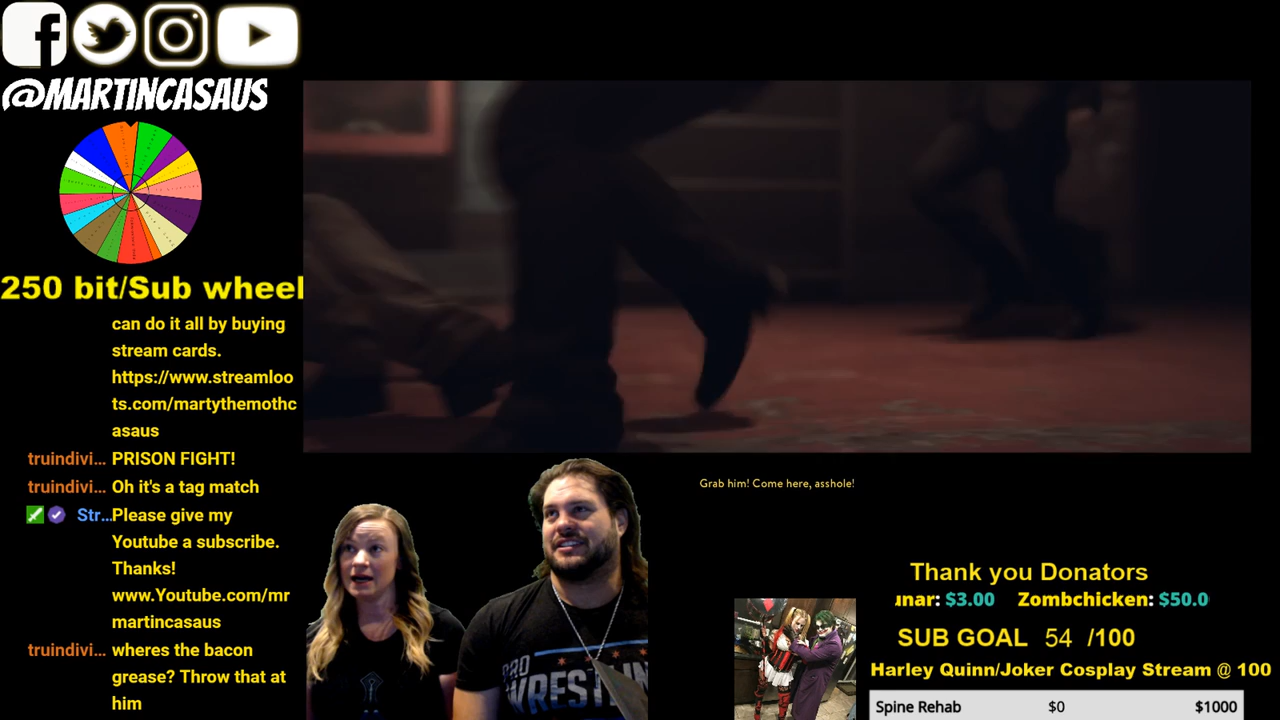 @MARTINCASAUS
250 bit/Sub wheel
can do it all by buying
stream cards.
https://www.streamloo
ts.com/martythemothc
asaus
truindivi... PRISON FIGHT!
truindivi... Oh it's a tag match
Str... Please give my
Youtube a subscribe.
Thanks!
www.Youtube.com/mr
martincasaus
truindivi... wheres the bacon
grease? Throw that at
him
Grab him! Come here, asshole!
PRO
WREST
Thank you Donators
unar: $3.00 Zombchicken: $50.0
SUB GOAL 54 /100
Harley Quinn/Joker Cosplay Stream @ 100
Spine Rehab $0 $1000